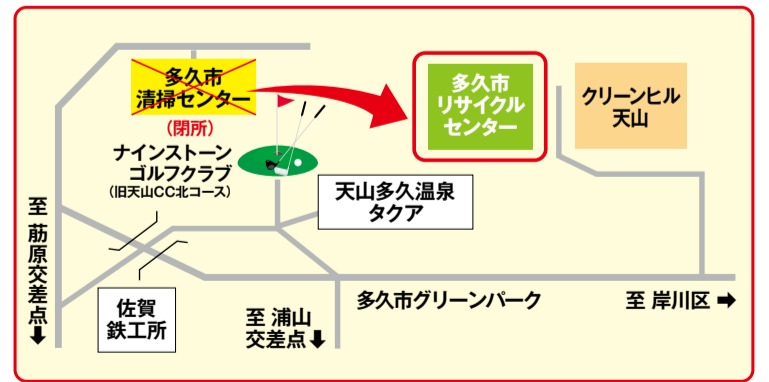 多久市
清掃センター
(閉所)
ナインストーン
ゴルフクラブ
(旧天山CC北コース)
多久市
リサイクル
センター
クリーンヒル
天山
天山多久温泉
タクア
至 莇原交差点
佐賀
鉄工所
至 浦山
交差点
多久市グリーンパーク
至 岸川区